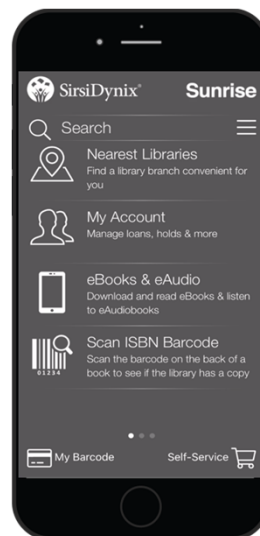 SirsiDynix®
Sunrise
Search
Nearest Libraries
Find a library branch convenient for
you
My Account
Manage loans, holds & more
eBooks & eAudio
Download and read eBooks & listen
to eAudiobooks
Scan ISBN Barcode
Scan the barcode on the back of a
book to see if the library has a copy
01234
My Barcode
Self-Service